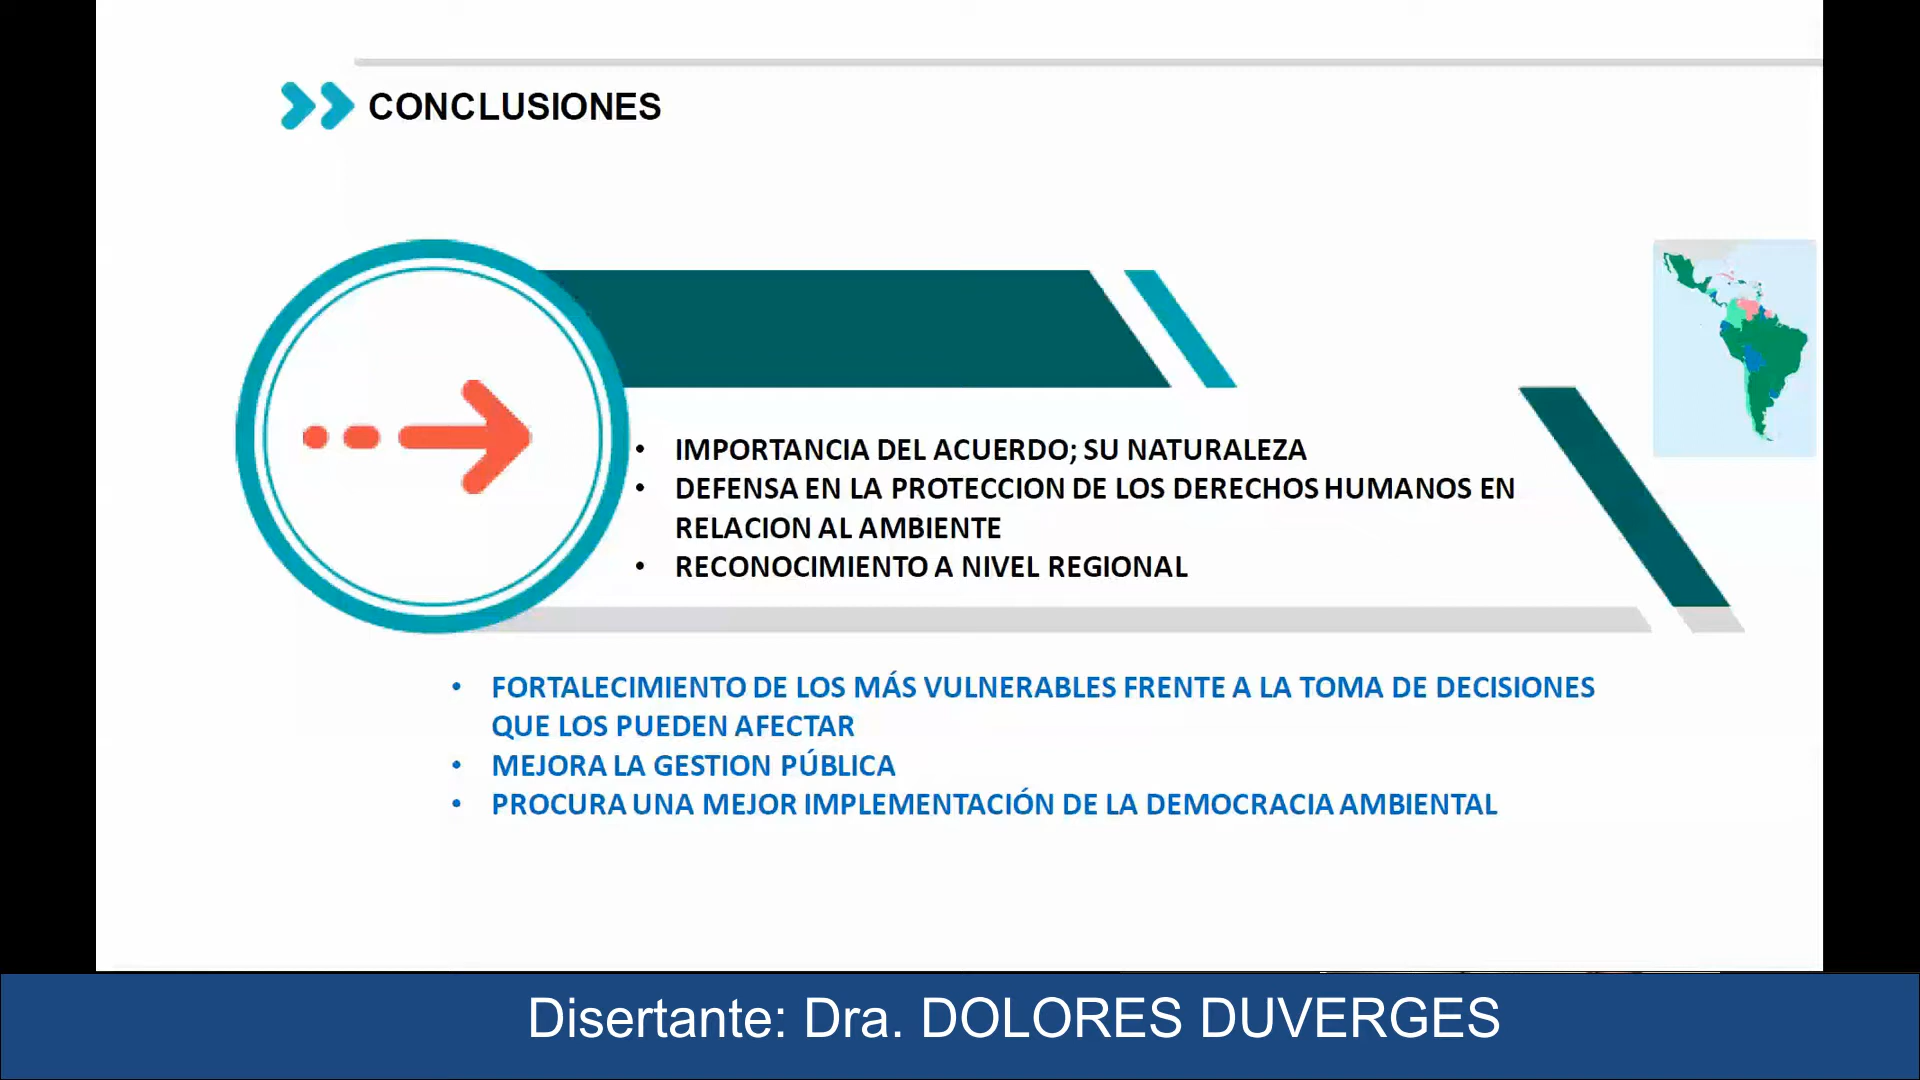 CONCLUSIONES
• IMPORTANCIA DEL ACUERDO; SU NATURALEZA
• DEFENSA EN LA PROTECCION DE LOS DERECHOS HUMANOS EN
RELACION AL AMBIENTE
• RECONOCIMIENTO A NIVEL REGIONAL
• FORTALECIMIENTO DE LOS MÁS VULNERABLES FRENTE A LA TOMA DE DECISIONES
QUE LOS PUEDEN AFECTAR
• MEJORA LA GESTION PÚBLICA
• PROCURA UNA MEJOR IMPLEMENTACIÓN DE LA DEMOCRACIA AMBIENTAL
Disertante: Dra. DOLORES DUVERGES